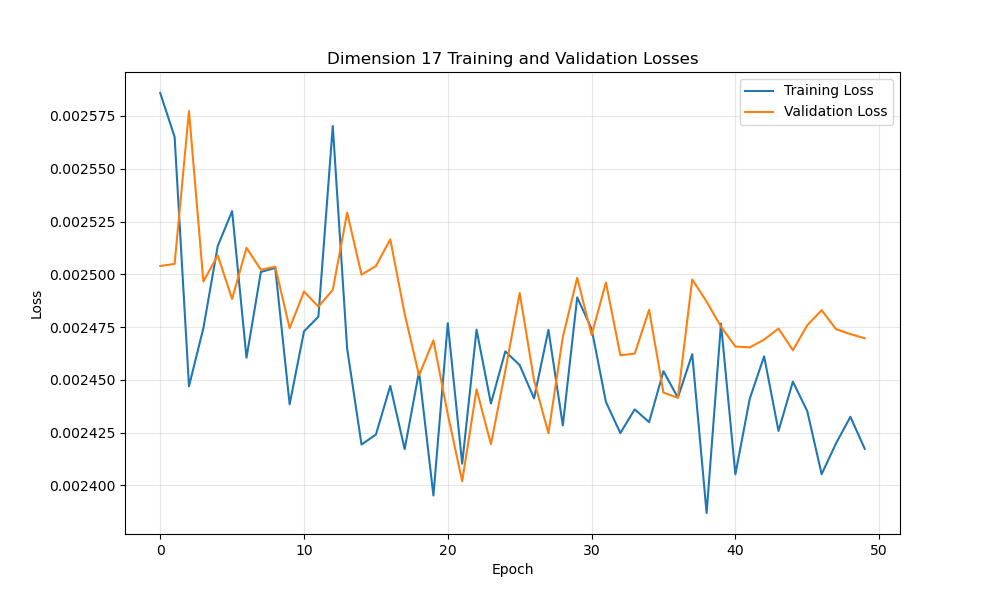 Dimension 17 Training and Validation Losses
Training Loss
Validation Loss
0.002575
0.002550
0.002525
0.002500
0.002475
0.002450
0.002425
0.002400
Loss
0 10 20 30 40 50
Epoch